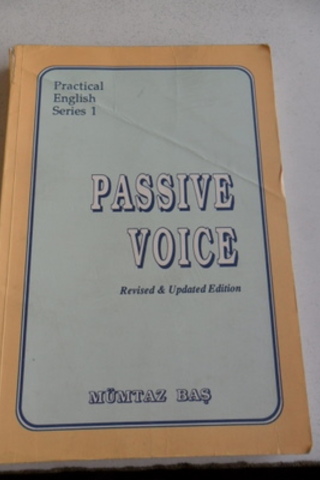 Practical
English
Series 1
PASSIVE
VOICE
Revised & Updated Edition
MÜMTAZ BAŞ